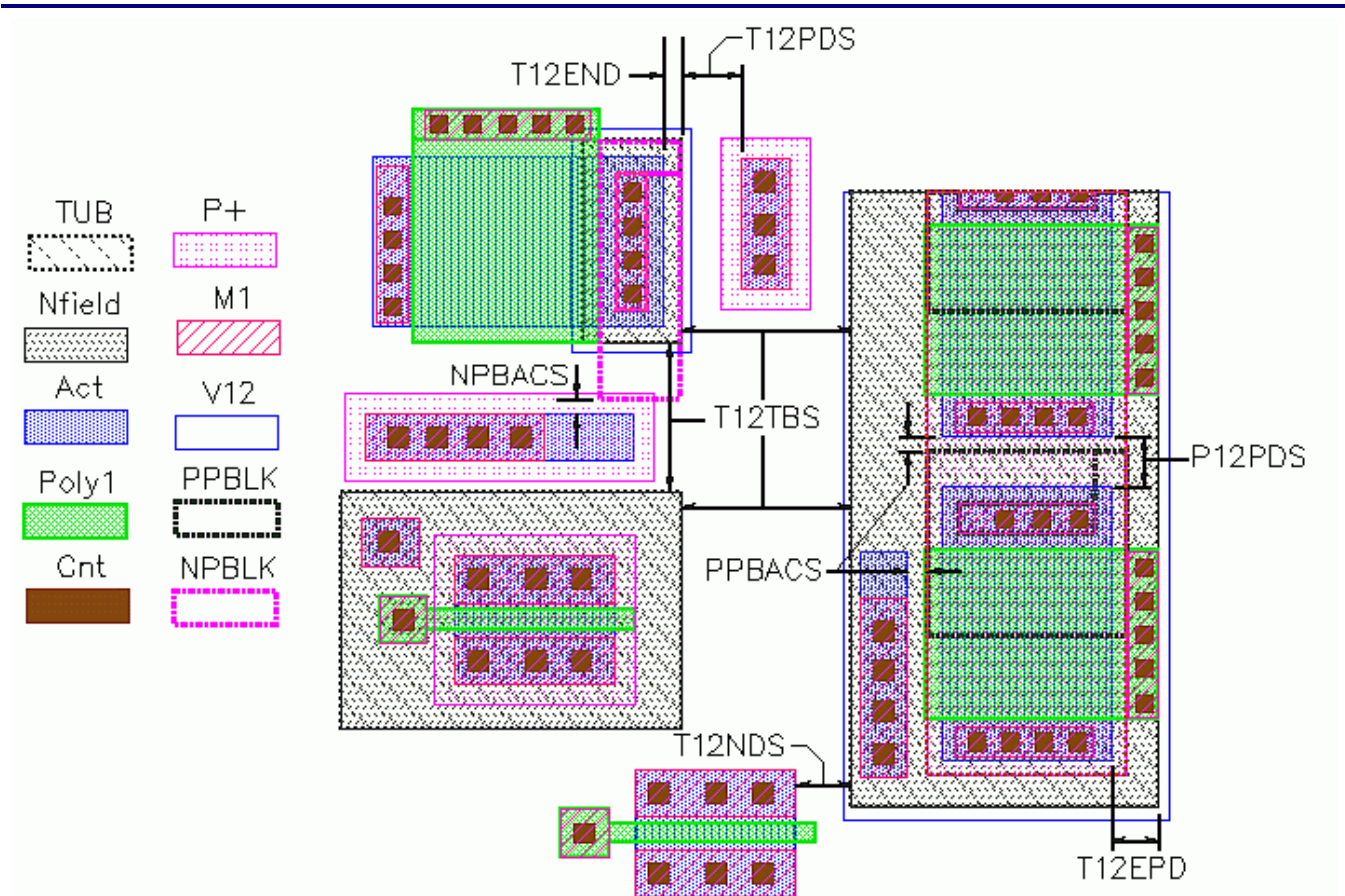 T12PDS
T12END
TUB
P+
Nfield
M1
NPBACS
Act
V12
T12TBS
P12PDS
Poly1
PPBLK
PPBACS
Cnt
NPBLK
T12NDS
T12EPD